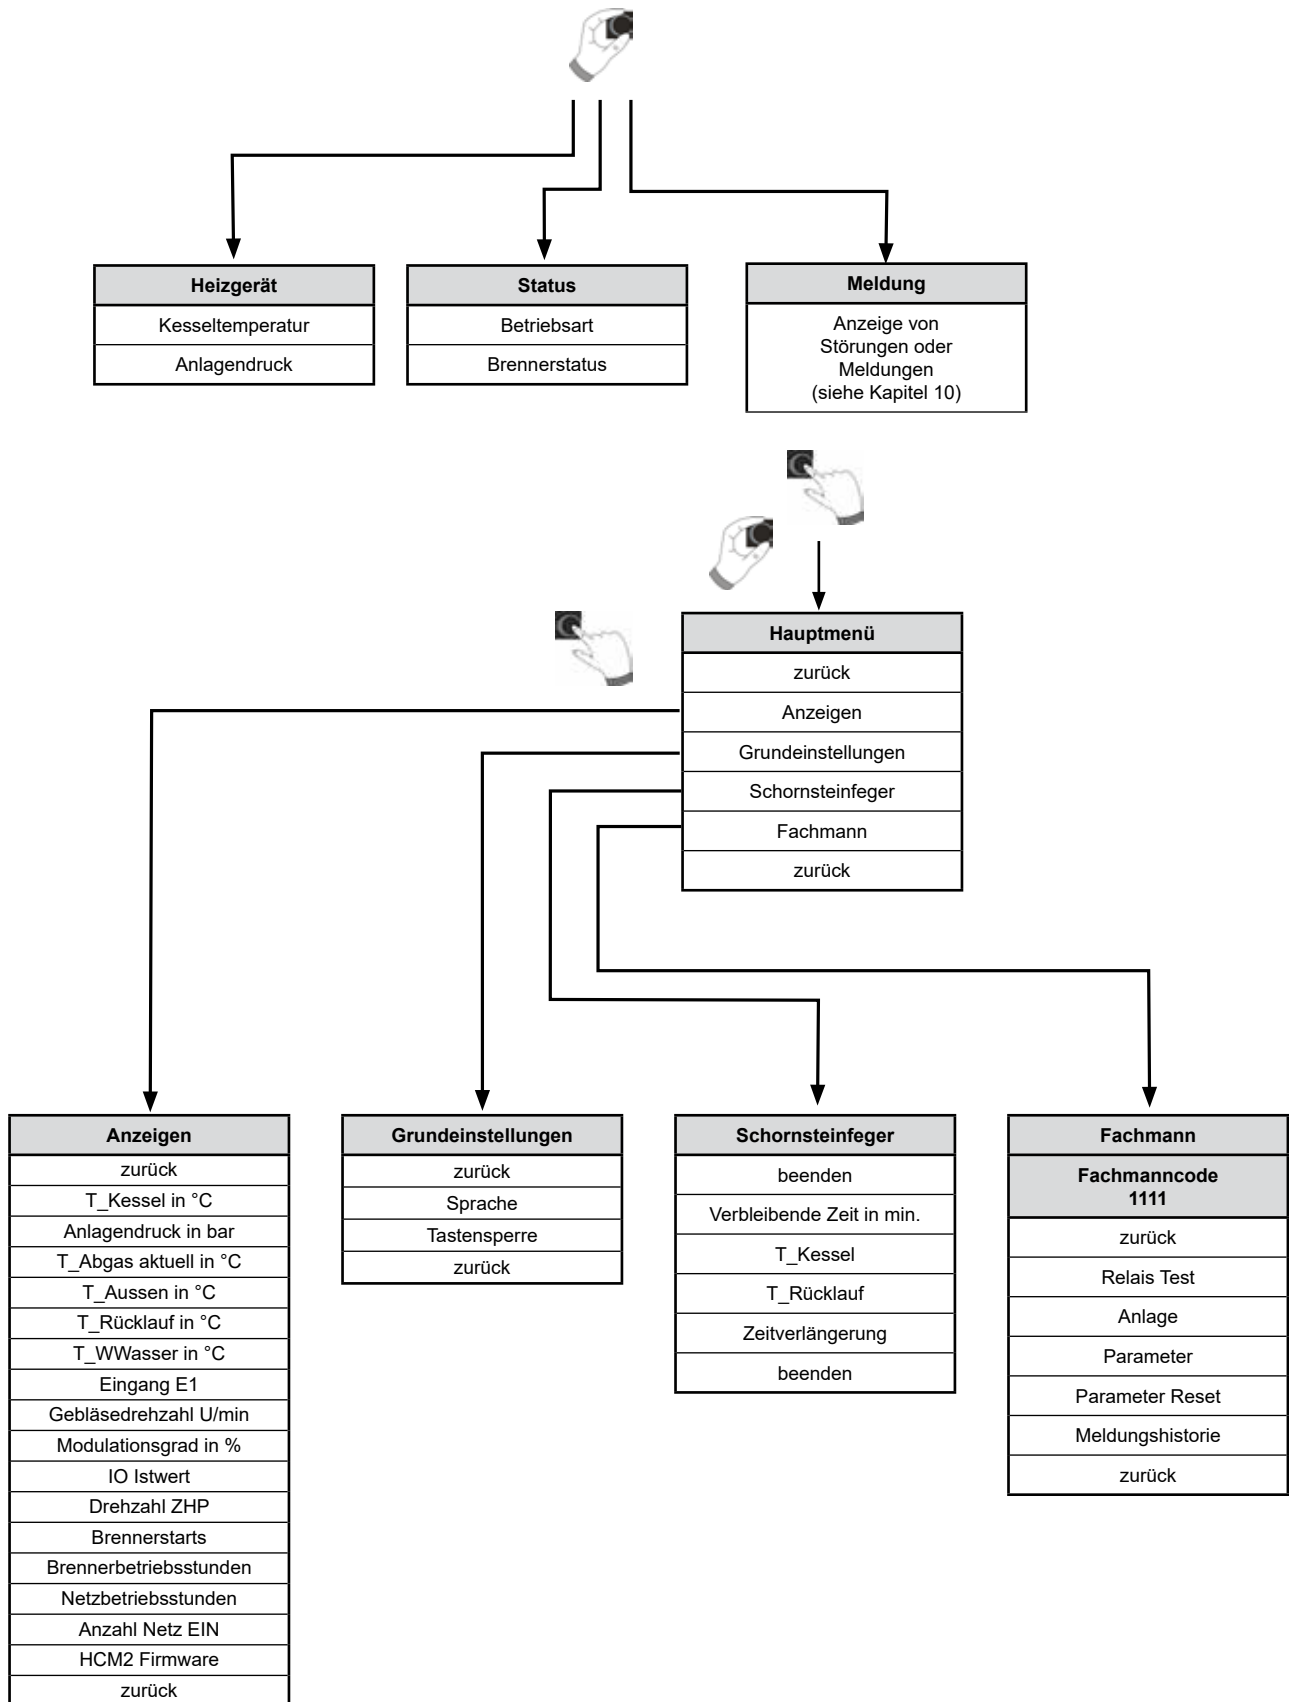 Heizgerät
Kesseltemperatur
Anlagendruck
Status
Betriebsart
Brennerstatus
Meldung
Anzeige von
Störungen oder
Meldungen
(siehe Kapitel 10)
Hauptmenü
zurück
Anzeigen
Grundeinstellungen
Schornsteinfeger
Fachmann
zurück
Anzeigen
zurück
T_Kessel in °C
Anlagendruck in bar
T_Abgas aktuell in °C
T_Aussen in °C
T_Rücklauf in °C
T_WWasser in °C
Eingang E1
Gebläsedrehzahl U/min
Modulationsgrad in %
IO Istwert
Drehzahl ZHP
Brennerstarts
Brennerbetriebsstunden
Netzbetriebsstunden
Anzahl Netz EIN
HCM2 Firmware
zurück
Grundeinstellungen
zurück
Sprache
Tastensperre
zurück
Schornsteinfeger
beenden
Verbleibende Zeit in min.
T_Kessel
T_Rücklauf
Zeitverlängerung
beenden
Fachmann
Fachmanncode
1111
zurück
Relais Test
Anlage
Parameter
Parameter Reset
Meldungshistorie
zurück